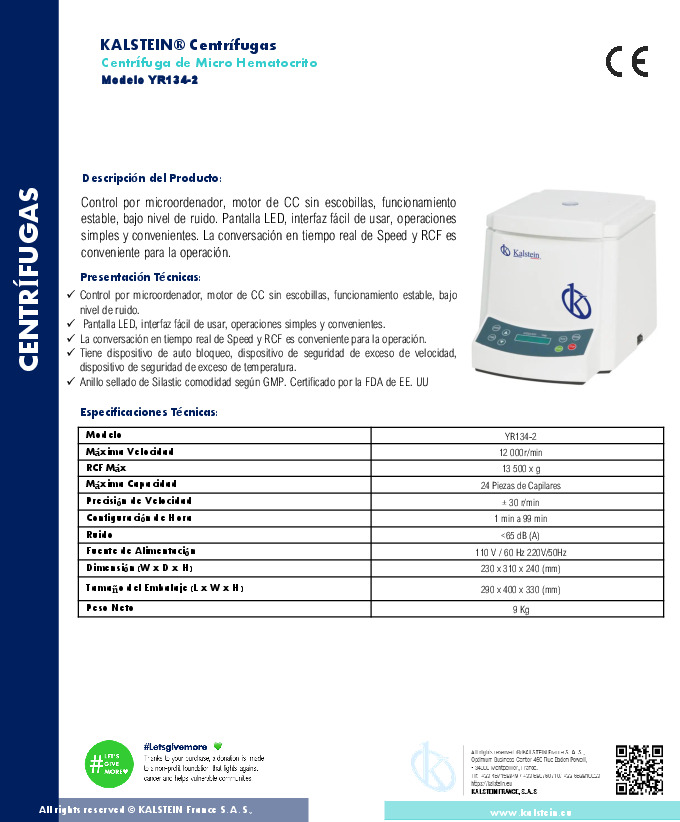 KALSTEIN® Centrífugas
Centrífuga de Micro Hematocrito
Modelo YR134-2
CE
CENTRÍFUGAS
Descripción del Producto:
Control por microordenador, motor de CC sin escobillas, funcionamiento
estable, bajo nivel de ruido. Pantalla LED, interfaz fácil de usar, operaciones
simples y convenientes. La conversación en tiempo real de Speed y RCF es
conveniente para la operación.
Kalstein
Presentación Técnicas:
✓ Control por microordenador, motor de CC sin escobillas, funcionamiento estable, bajo
nivel de ruido.
✓ Pantalla LED, interfaz fácil de usar, operaciones simples y convenientes.
✓ La conversación en tiempo real de Speed y RCF es conveniente para la operación.
✓ Tiene dispositivo de auto bloqueo, dispositivo de seguridad de exceso de velocidad,
dispositivo de seguridad de exceso de temperatura.
✓ Anillo sellado de Silastic comodidad según GMP. Certificado por la FDA de EE. UU
Especificaciones Técnicas:
Modelo YR134-2
Máxima Velocidad 12 000r/min
RCF Máx 13 500 x g
Máxima Capacidad 24 Piezas de Capilares
Precisión de Velocidad ± 30 r/min
Configuración de Hora 1 min a 99 min
Ruido <65 dB (A)
Fuente de Alimentación 110 V / 60 Hz 220V/50Hz
Dimensión (W x D x H) 230 x 310 x 240 (mm)
Tamaño del Embalaje (L x W x H) 290 x 400 x 330 (mm)
Peso Neto 9 Kg
# LET'S
GIVE
MORE
#Letsgivemore
Thanks to your purchase, a donation is made
to a non-profit foundation that fights against
cancer and helps vulnerable communities
All rights reserved ® KALSTEIN France S. A. S.,
https://kalstein.eu
KALSTEIN FRANCE, S.A.S
All rights reserved © KALSTEIN France S.A.S.,
www.kalstein.eu